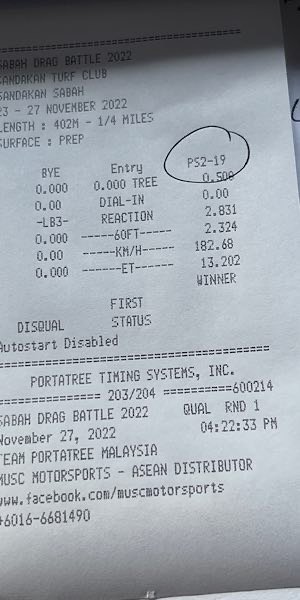 ===================================
SABAH DRAG BATTLE 2022
SANDAKAN TURF CLUB
SANDAKAN SABAH
23 - 27 NOVEMBER 2022
LENGTH : 402M - 1/4 MILES
SURFACE : PREP
BYE Entry PS2-19
0.000 0.000 TREE 0.500
0.00 DIAL-IN 0.00
-LB3- REACTION 2.831
0.000 ------60FT----- 2.324
0.00 ------KM/H----- 182.68
0.000 -------ET------ 13.202
WINNER
FIRST
DISQUAL STATUS
Autostart Disabled
===================================
PORTATREE TIMING SYSTEMS, INC.
============= 203/204 ==========600214
SABAH DRAG BATTLE 2022 QUAL RND 1
November 27, 2022 04:22:33 PM
TEAM PORTATREE MALAYSIA
MUSC MOTORSPORTS - ASEAN DISTRIBUTOR
www.facebook.com/muscmotorsports
+6016-6681490